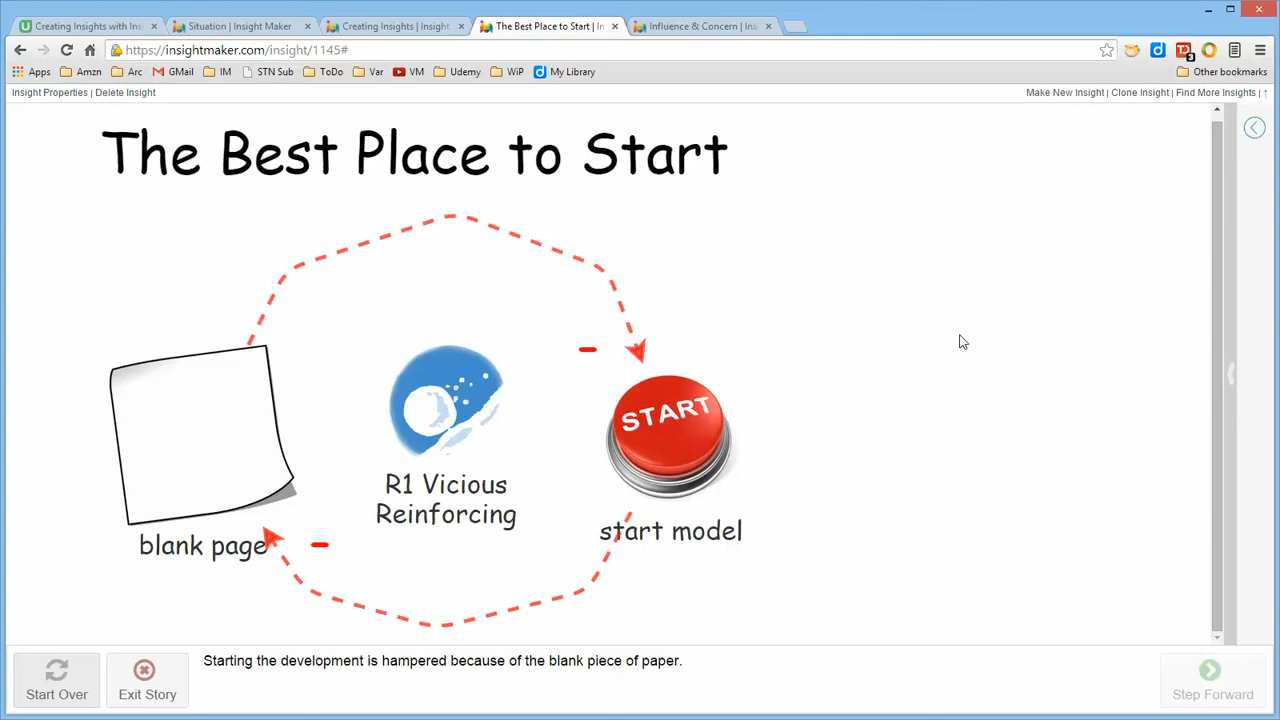 Creating Insights with Insi
Situation | Insight Maker
Creating Insights | Insight
The Best Place to Start | In
Influence & Concern | Ins
https://insightmaker.com/insight/1145#
3
Apps
Amzn
Arc
GMail
IM
STN Sub
ToDo
Var
VM
Udemy
WiP
My Library
Other bookmarks
Insight Properties | Delete Insight
Make New Insight | Clone Insight | Find More Insights | ↑
The Best Place to Start
START
R1 Vicious
Reinforcing
start model
blank page
Starting the development is hampered because of the blank piece of paper.
Start Over
Exit Story
Step Forward